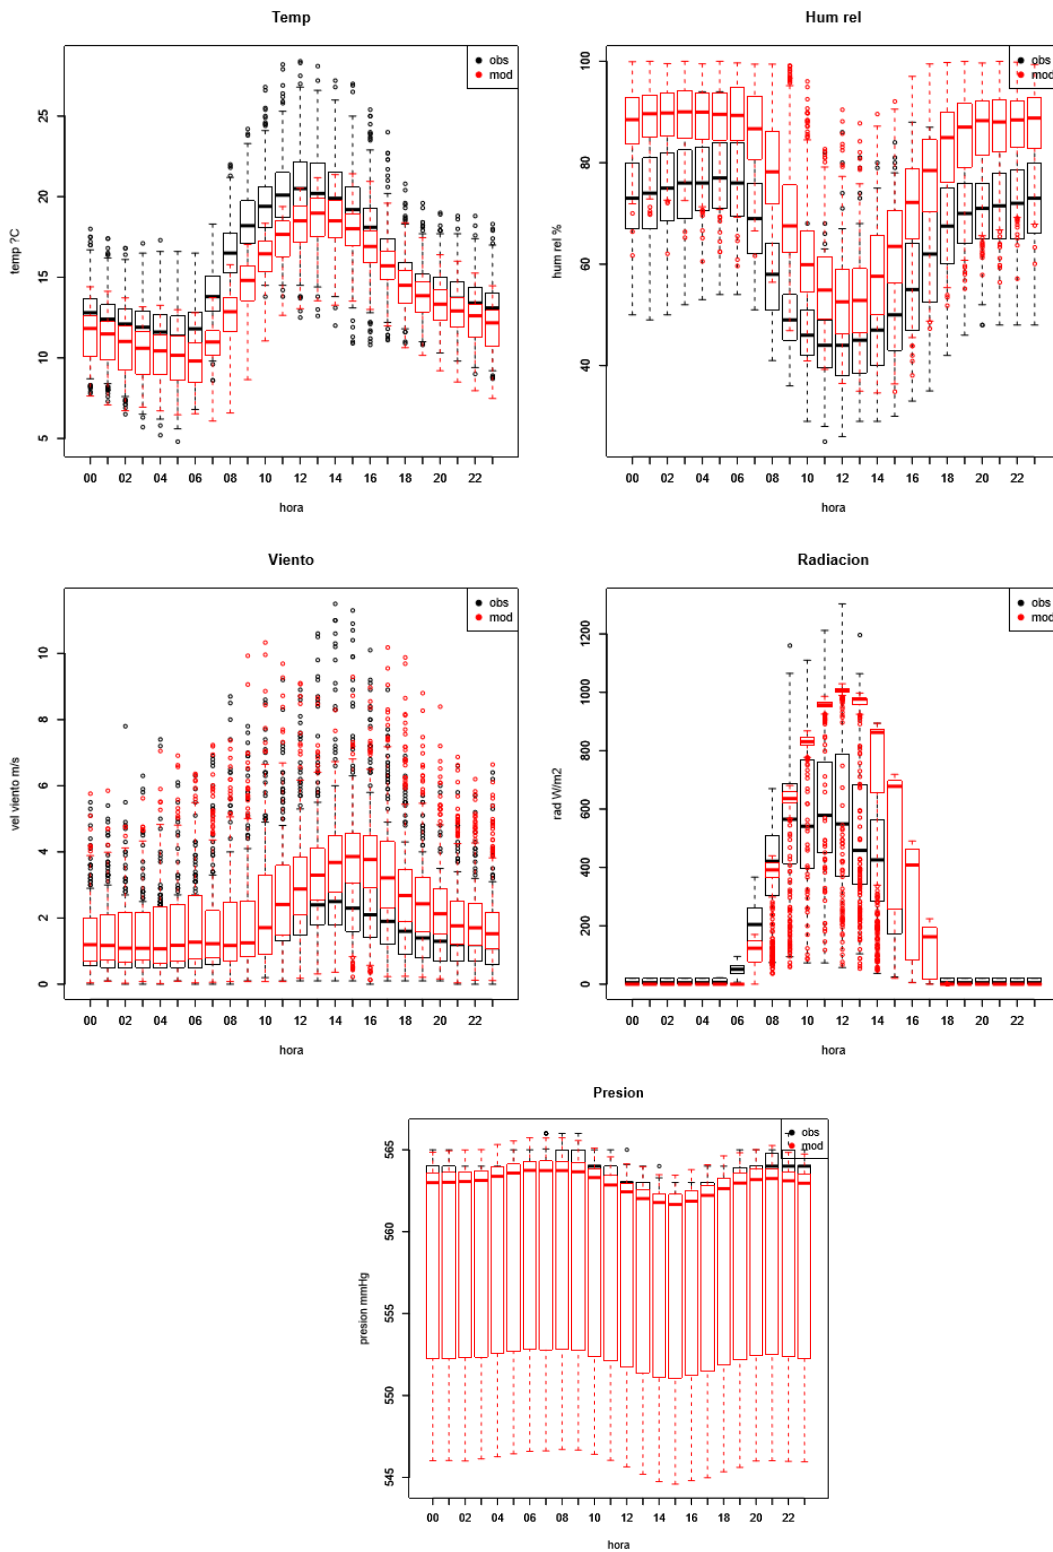 Temp
obs
mod
temp ?C
25
20
15
10
5
00 02 04 06 08 10 12 14 16 18 20 22
hora
Hum rel
obs
mod
hum rel %
100
80
60
40
00 02 04 06 08 10 12 14 16 18 20 22
hora
Viento
obs
mod
vel viento m/s
10
8
6
4
2
0
00 02 04 06 08 10 12 14 16 18 20 22
hora
Radiacion
obs
mod
rad W/m2
1200
1000
800
600
400
200
0
00 02 04 06 08 10 12 14 16 18 20 22
hora
Presion
obs
mod
presion mmHg
565
560
555
550
545
00 02 04 06 08 10 12 14 16 18 20 22
hora